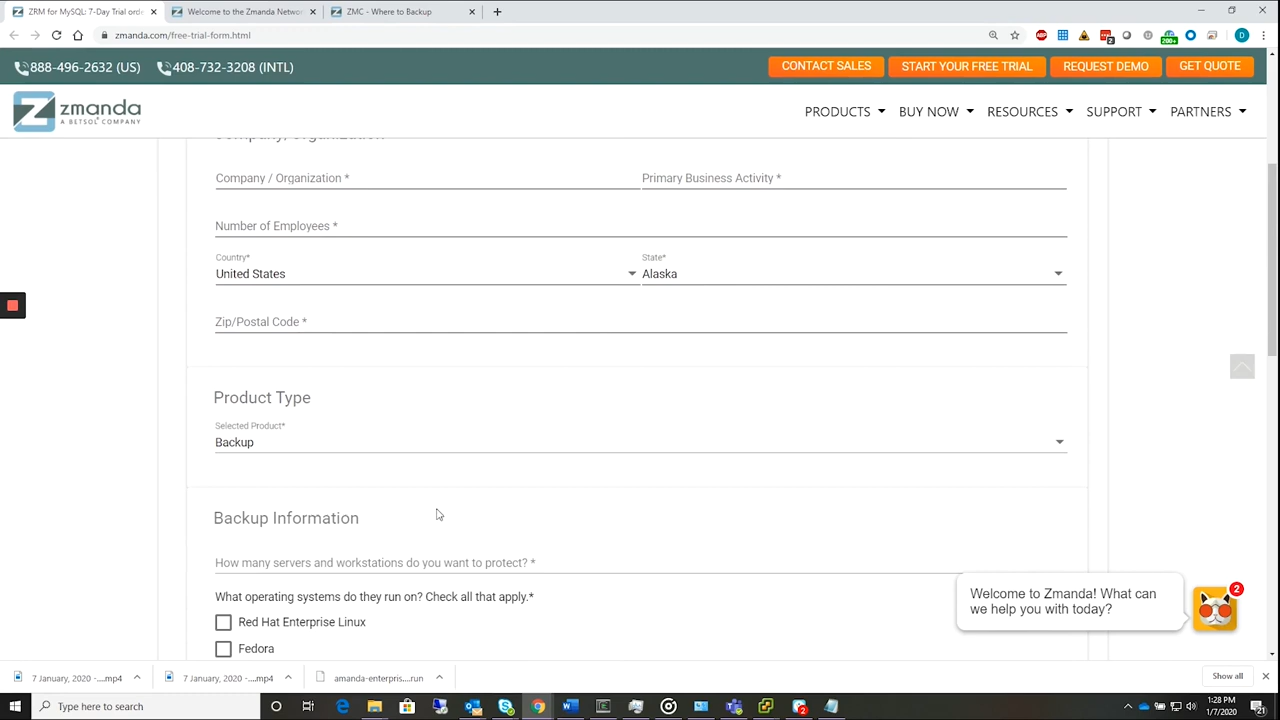 ZRM for MySQL: 7-Day Trial orde
Welcome to the Zmanda Networ
ZMC - Where to Backup
zmanda.com/free-trial-form.html
888-496-2632 (US)
408-732-3208 (INTL)
CONTACT SALES
START YOUR FREE TRIAL
REQUEST DEMO
GET QUOTE
zmanda
A BETSOL COMPANY
PRODUCTS
BUY NOW
RESOURCES
SUPPORT
PARTNERS
Company / Organization *
Primary Business Activity *
Number of Employees *
Country*
United States
State*
Alaska
Zip/Postal Code *
Product Type
Selected Product*
Backup
Backup Information
How many servers and workstations do you want to protect? *
What operating systems do they run on? Check all that apply.*
Red Hat Enterprise Linux
Fedora
Welcome to Zmanda! What can
we help you with today?
2
7 January, 2020 -....mp4
7 January, 2020 -....mp4
amanda-enterpris....run
Show all
Type here to search
1:28 PM
1/7/2020